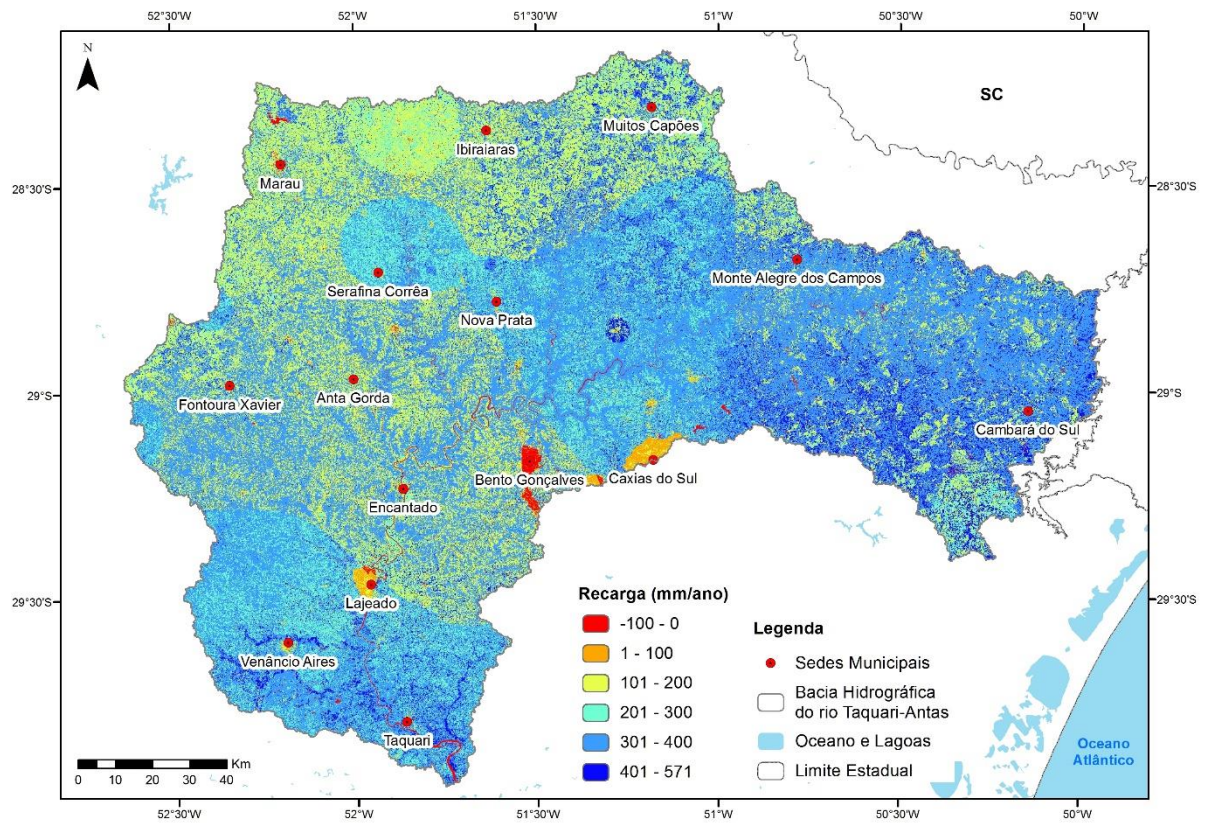 52°30'W 52°W 51°30'W 51°W 50°30'W 50°W
N
SC
Muitos Capões
Ibiraiaras
Marau
28°30'S 28°30'S
Monte Alegre dos Campos
Serafina Corrêa
Nova Prata
29°S 29°S
Fontoura Xavier
Anta Gorda
Cambará do Sul
Bento Gonçalves
Caxias do Sul
Encantado
Lajeado
29°30'S 29°30'S
Venâncio Aires
Taquari
Recarga (mm/ano)
-100 - 0
1 - 100
101 - 200
201 - 300
301 - 400
401 - 571
Legenda
Sedes Municipais
Bacia Hidrográfica
do rio Taquari-Antas
Oceano e Lagoas
Limite Estadual
Oceano
Atlântico
Km
0 10 20 30 40
52°30'W 52°W 51°30'W 51°W 50°30'W 50°W